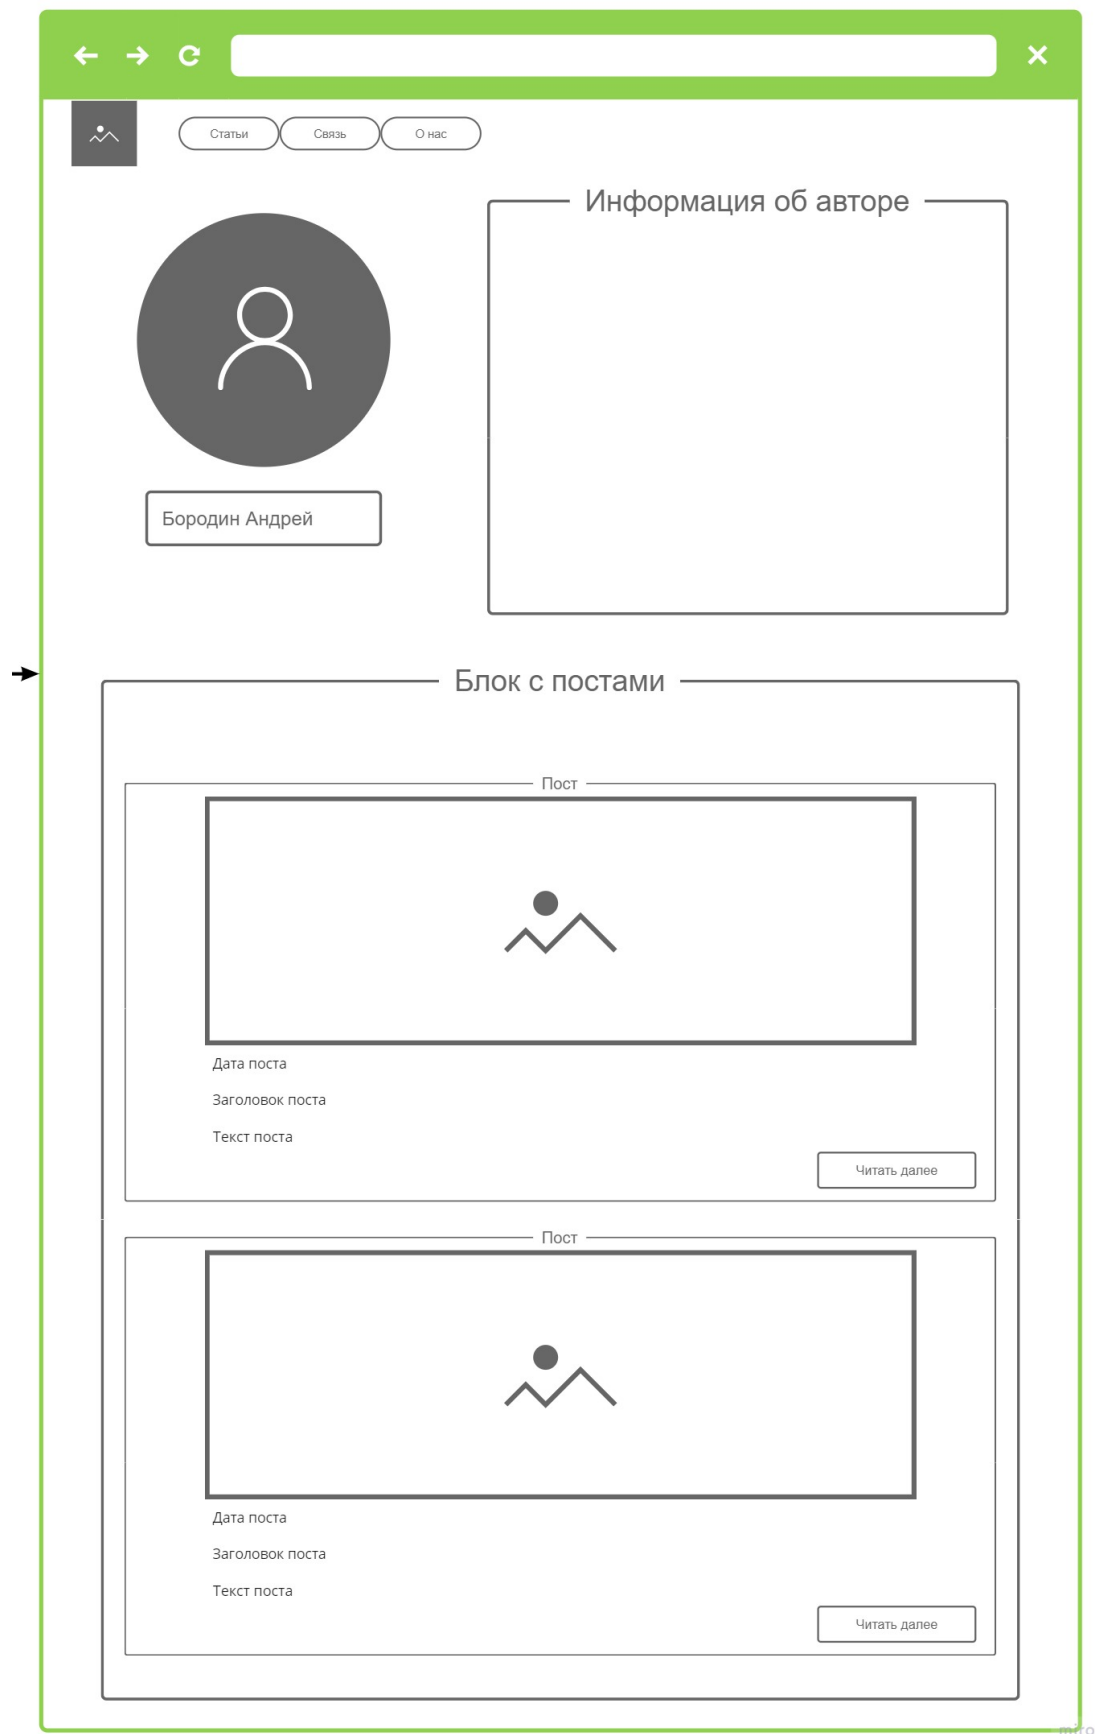 Статьи
Связь
О нас
Информация об авторе
Бородин Андрей
Блок с постами
Пост
Дата поста
Заголовок поста
Текст поста
Читать далее
Пост
Дата поста
Заголовок поста
Текст поста
Читать далее
miro